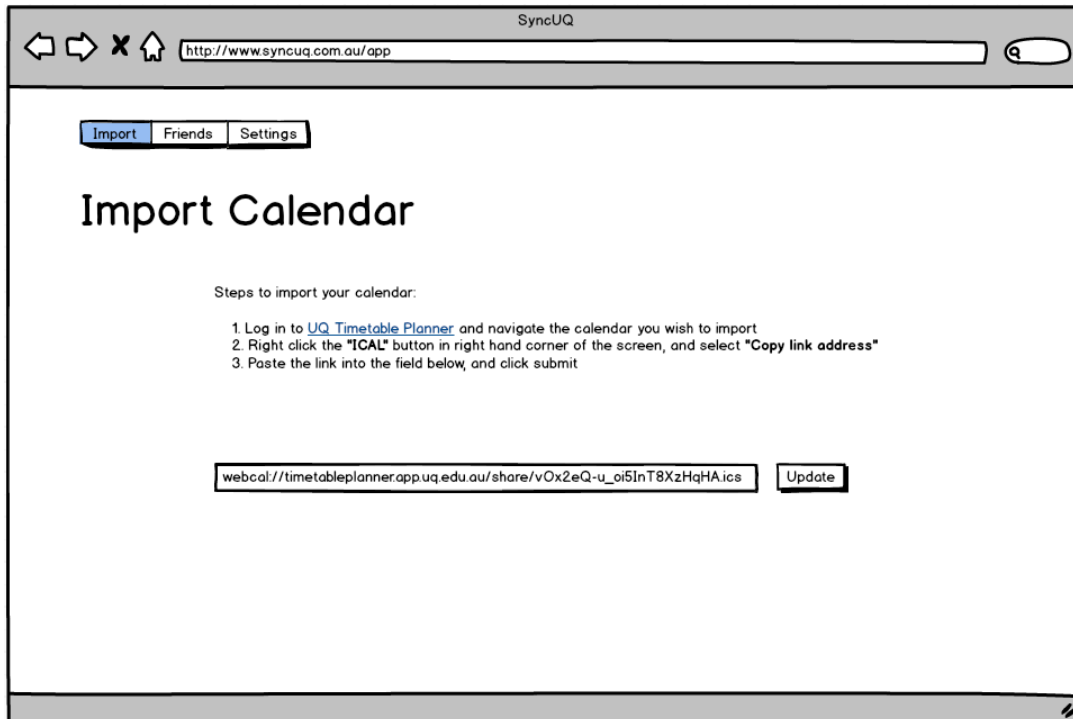 SyncUQ
http://www.syncuq.com.au/app
Import Friends Settings
Import Calendar
Steps to import your calendar:
1. Log in to UQ Timetable Planner and navigate the calendar you wish to import
2. Right click the "ICAL" button in right hand corner of the screen, and select "Copy link address"
3. Paste the link into the field below, and click submit
webcal://timetableplanner.app.uq.edu.au/share/vOx2eQ-u_oi5InT8XzHqHA.ics Update